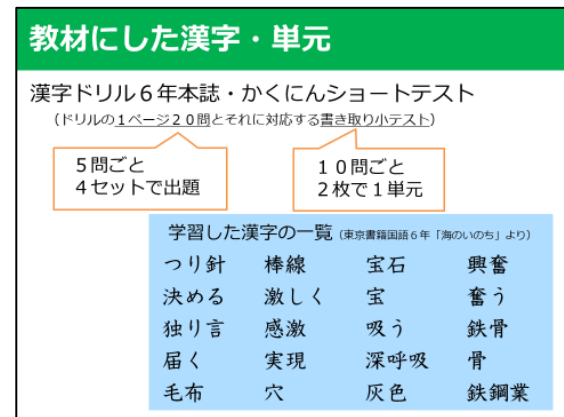 教材にした漢字・単元
漢字ドリル6年本誌・かくにんショートテスト
(ドリルの1ページ20問とそれに対応する書き取り小テスト)
5問ごと
4セットで出題
10問ごと
2枚で1単元
学習した漢字の一覧(東京書籍国語6年「海のいのち」より)
つり針 棒線 宝石 興奮
決める 激しく 宝 奮う
独り言 感激 吸う 鉄骨
届く 実現 深呼吸 骨
毛布 穴 灰色 鉄鋼業